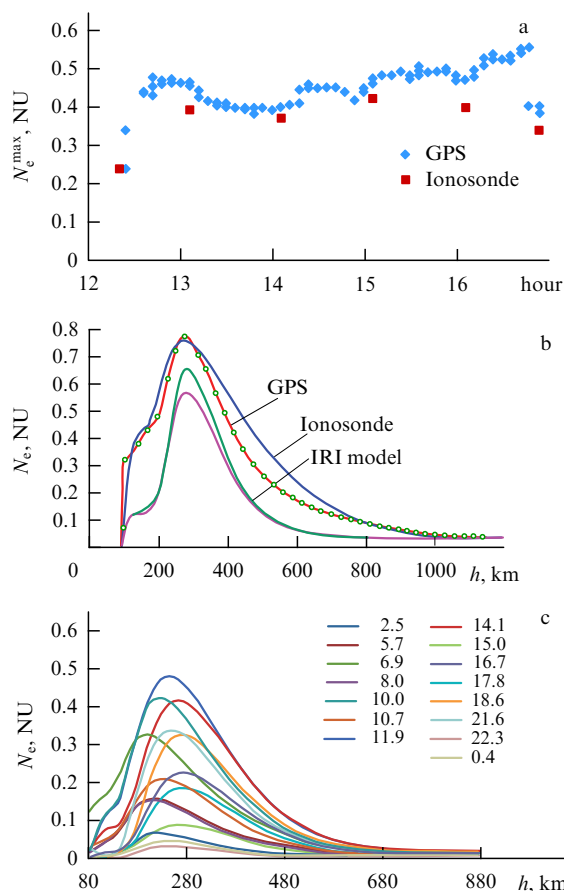 a
0.6
0.5
0.4
0.3
0.2
0.1
0
N_e^max, NU
GPS
Ionosonde
12 13 14 15 16 hour
b
0.8
0.7
0.6
0.5
0.4
0.3
0.2
0.1
N_e, NU
GPS
Ionosonde
IRI model
0 200 400 600 800 1000
h, km
c
0.6
0.5
0.4
0.3
0.2
0.1
0
N_e, NU
2.5 14.1
5.7 15.0
6.9 16.7
8.0 17.8
10.0 18.6
10.7 21.6
11.9 22.3
0.4
80 280 480 680 880 h, km